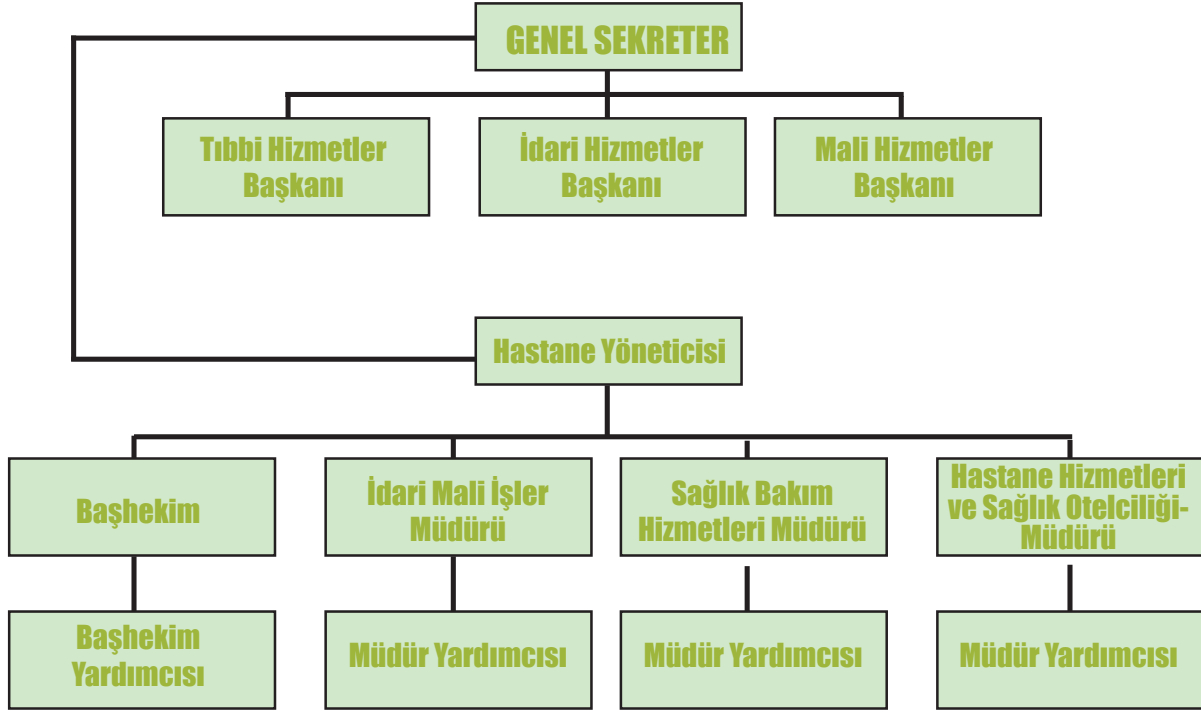 GENEL SEKRETER
Tıbbi Hizmetler
Başkanı
İdari Hizmetler
Başkanı
Mali Hizmetler
Başkanı
Hastane Yöneticisi
Başhekim
İdari Mali İşler
Müdürü
Sağlık Bakım
Hizmetleri Müdürü
Hastane Hizmetleri
ve Sağlık Otelciliği-
Müdürü
Başhekim
Yardımcısı
Müdür Yardımcısı
Müdür Yardımcısı
Müdür Yardımcısı